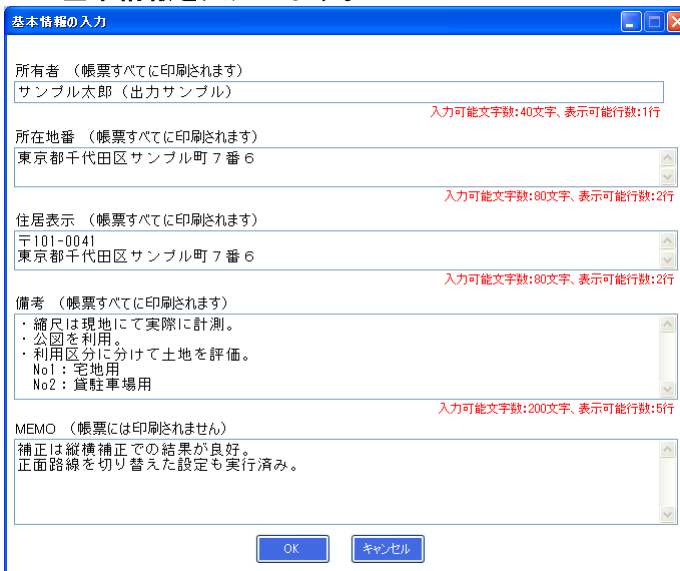 基本情報の入力
所有者 （帳票すべてに印刷されます）
サンプル太郎（出力サンプル）
入力可能文字数:40文字、表示可能行数:1行
所在地番 （帳票すべてに印刷されます）
東京都千代田区サンプル町７番６
入力可能文字数:80文字、表示可能行数:2行
住居表示 （帳票すべてに印刷されます）
〒101-0041
東京都千代田区サンプル町７番６
入力可能文字数:80文字、表示可能行数:2行
備考 （帳票すべてに印刷されます）
・縮尺は現地にて実際に計測。
・公図を利用。
・利用区分に分けて土地を評価。
No1：宅地用
No2：貸駐車場用
入力可能文字数:200文字、表示可能行数:5行
MEMO （帳票には印刷されません）
補正は縦横補正での結果が良好。
正面路線を切り替えた設定も実行済み。
OK キャンセル